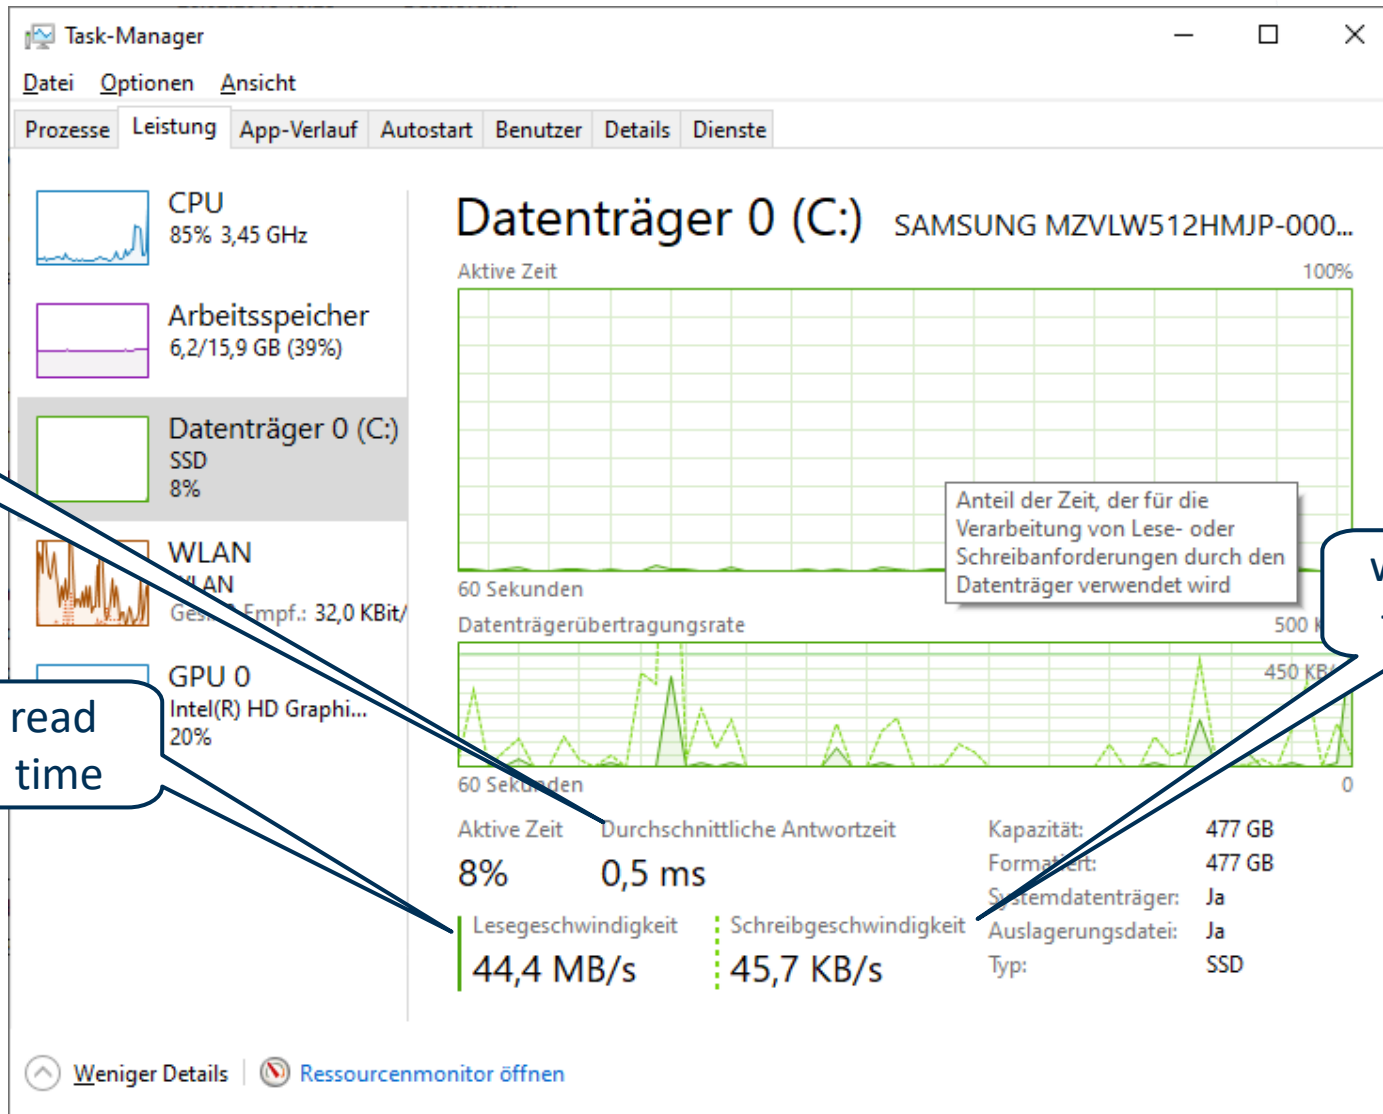 Task-Manager
Datei Optionen Ansicht
Prozesse Leistung App-Verlauf Autostart Benutzer Details Dienste
CPU
85% 3,45 GHz
Arbeitsspeicher
6,2/15,9 GB (39%)
Datenträger 0 (C:)
SSD
8%
WLAN
WLAN
Empf.: 32,0 KBit/
GPU 0
Intel(R) HD Graphi...
20%
read
time
Datenträger 0 (C:) SAMSUNG MZVLW512HMJP-000...
Aktive Zeit 100%
Anteil der Zeit, der für die
Verarbeitung von Lese- oder
Schreibanforderungen durch den
Datenträger verwendet wird
60 Sekunden
Datenträgerübertragungsrate 500
450 KB/
60 Sekunden 0
Aktive Zeit
8%
Durchschnittliche Antwortzeit
0,5 ms
Lesegeschwindigkeit
44,4 MB/s
Schreibgeschwindigkeit
45,7 KB/s
Kapazität: 477 GB
Formatiert: 477 GB
Systemdatenträger: Ja
Auslagerungsdatei: Ja
Typ: SSD
Weniger Details Ressourcenmonitor öffnen